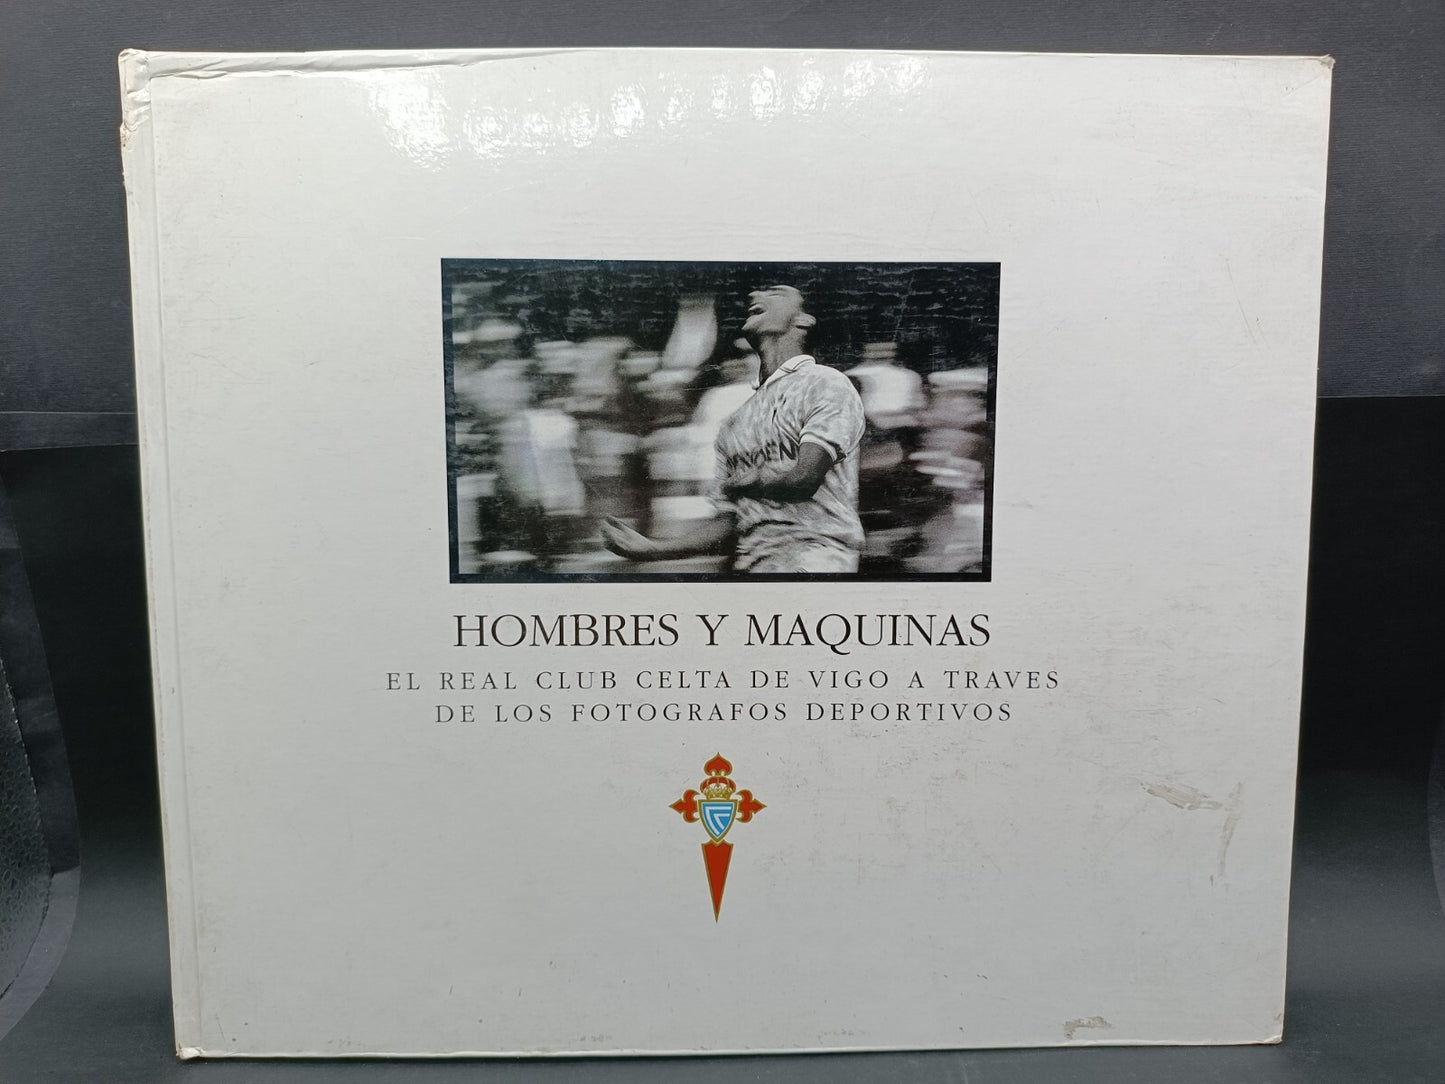 HOMBRES Y MAQUINAS
EL REAL CLUB CELTA DE VIGO A TRAVES
DE LOS FOTOGRAFOS DEPORTIVOS